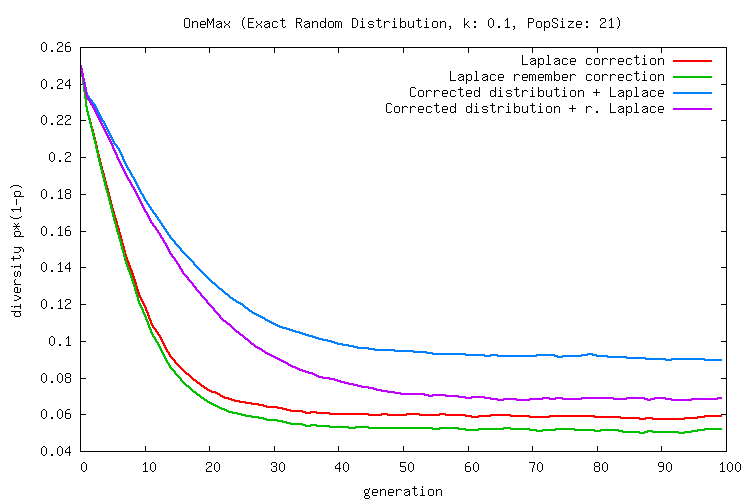 OneMax (Exact Random Distribution, k: 0.1, PopSize: 21)
Laplace correction
Laplace remember correction
Corrected distribution + Laplace
Corrected distribution + r. Laplace
diversity p*(1-p)
0.26
0.24
0.22
0.2
0.18
0.16
0.14
0.12
0.1
0.08
0.06
0.04
0 10 20 30 40 50 60 70 80 90 100
generation